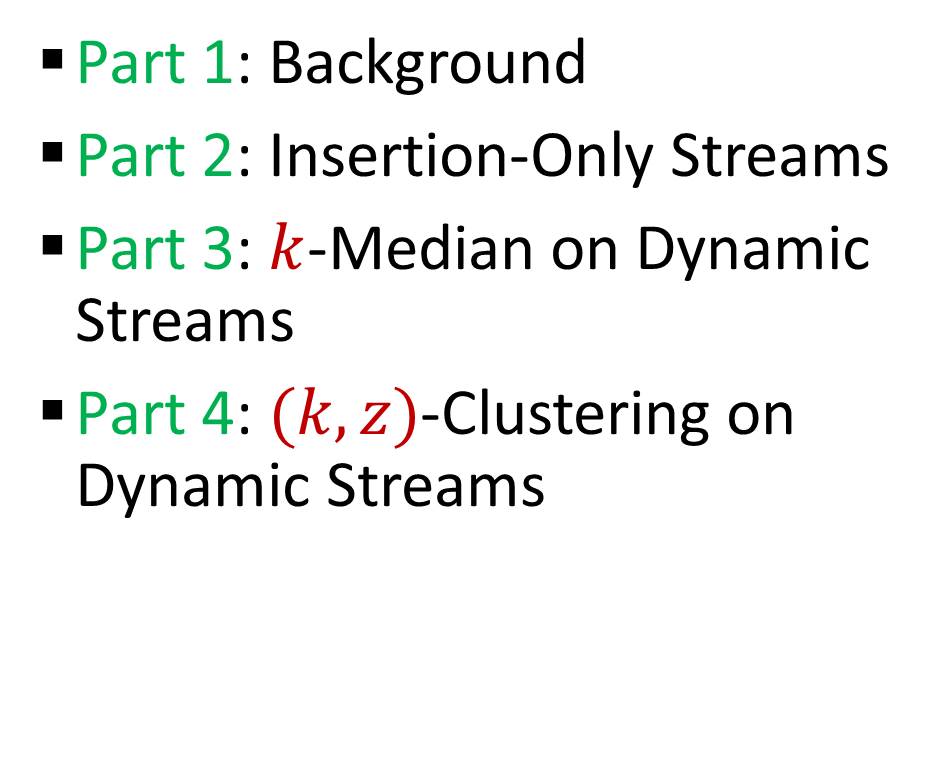 ▪ Part 1: Background
▪ Part 2: Insertion-Only Streams
▪ Part 3: k-Median on Dynamic
Streams
▪ Part 4: (k, z)-Clustering on
Dynamic Streams